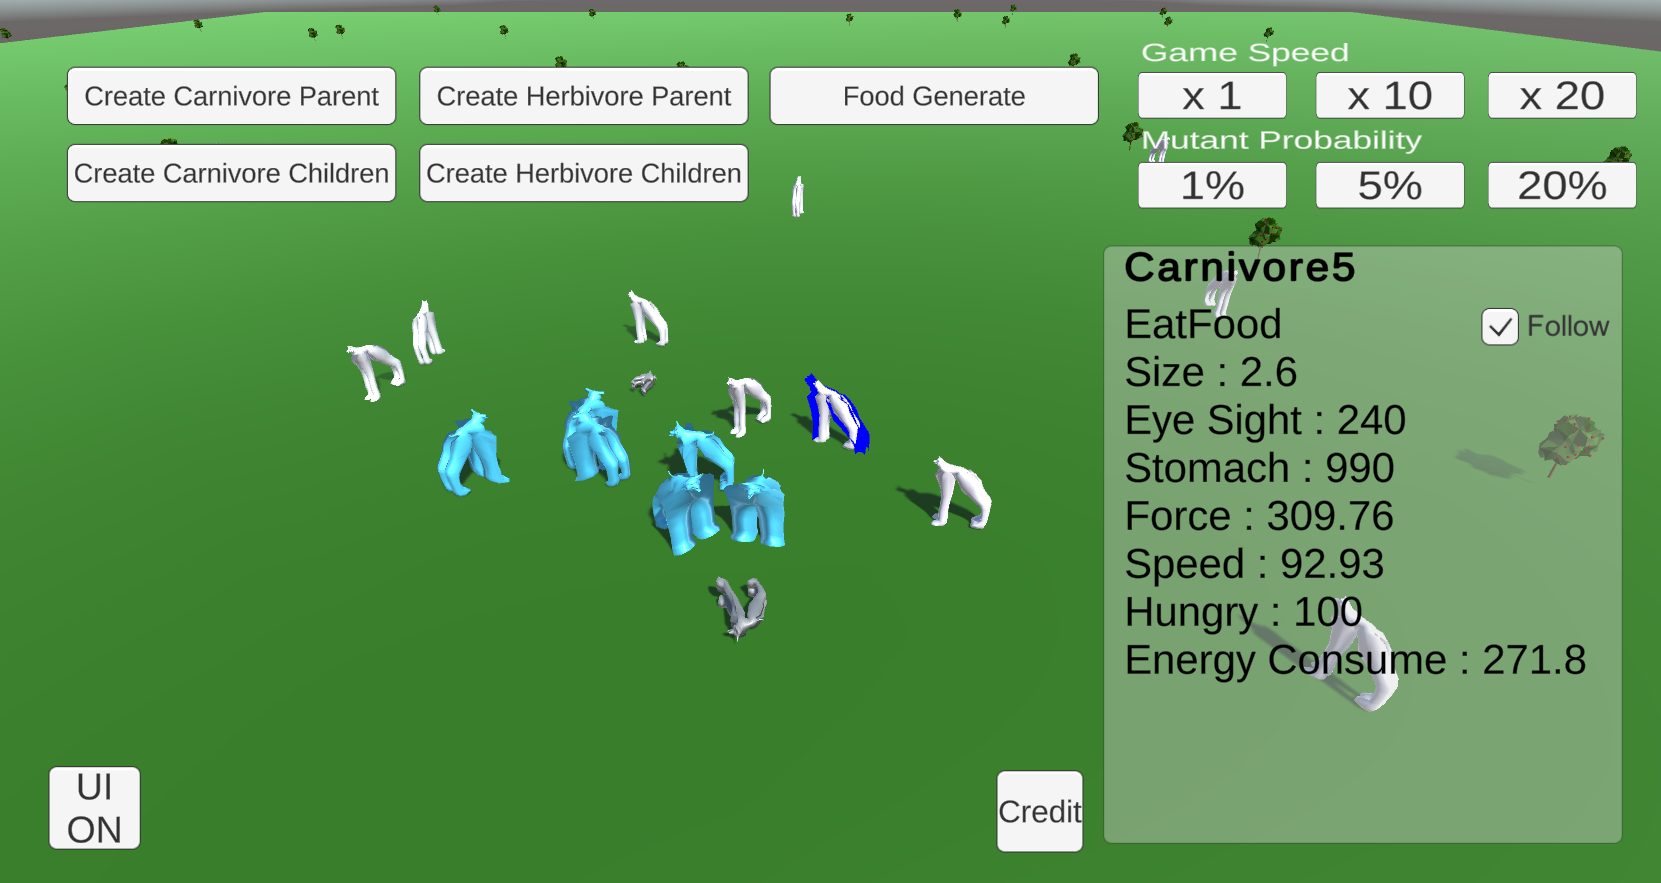 Game Speed
Create Carnivore Parent
Create Herbivore Parent
Food Generate
x 1
x 10
x 20
Mutant Probability
Create Carnivore Children
Create Herbivore Children
1%
5%
20%
Carnivore5
EatFood
Follow
Size : 2.6
Eye Sight : 240
Stomach : 990
Force : 309.76
Speed : 92.93
Hungry : 100
Energy Consume : 271.8
UI
ON
Credit